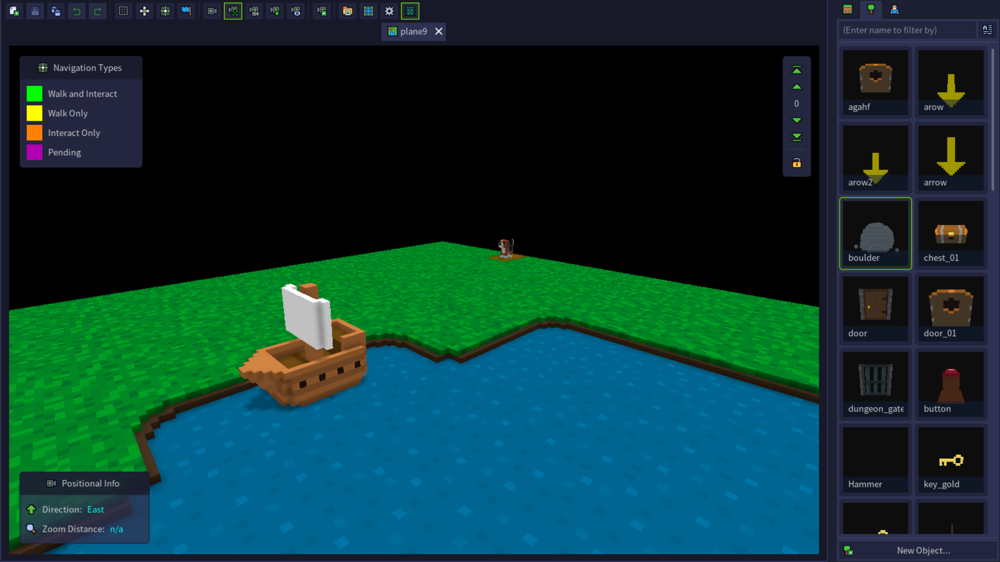 ISO
plane9
(Enter name to filter by)
Navigation Types
Walk and Interact
Walk Only
Interact Only
Pending
0
agahf
arow
arow2
arrow
boulder
chest_01
door
door_01
dungeon_gate
button
Hammer
key_gold
Positional Info
Direction: East
Zoom Distance: n/a
New Object...